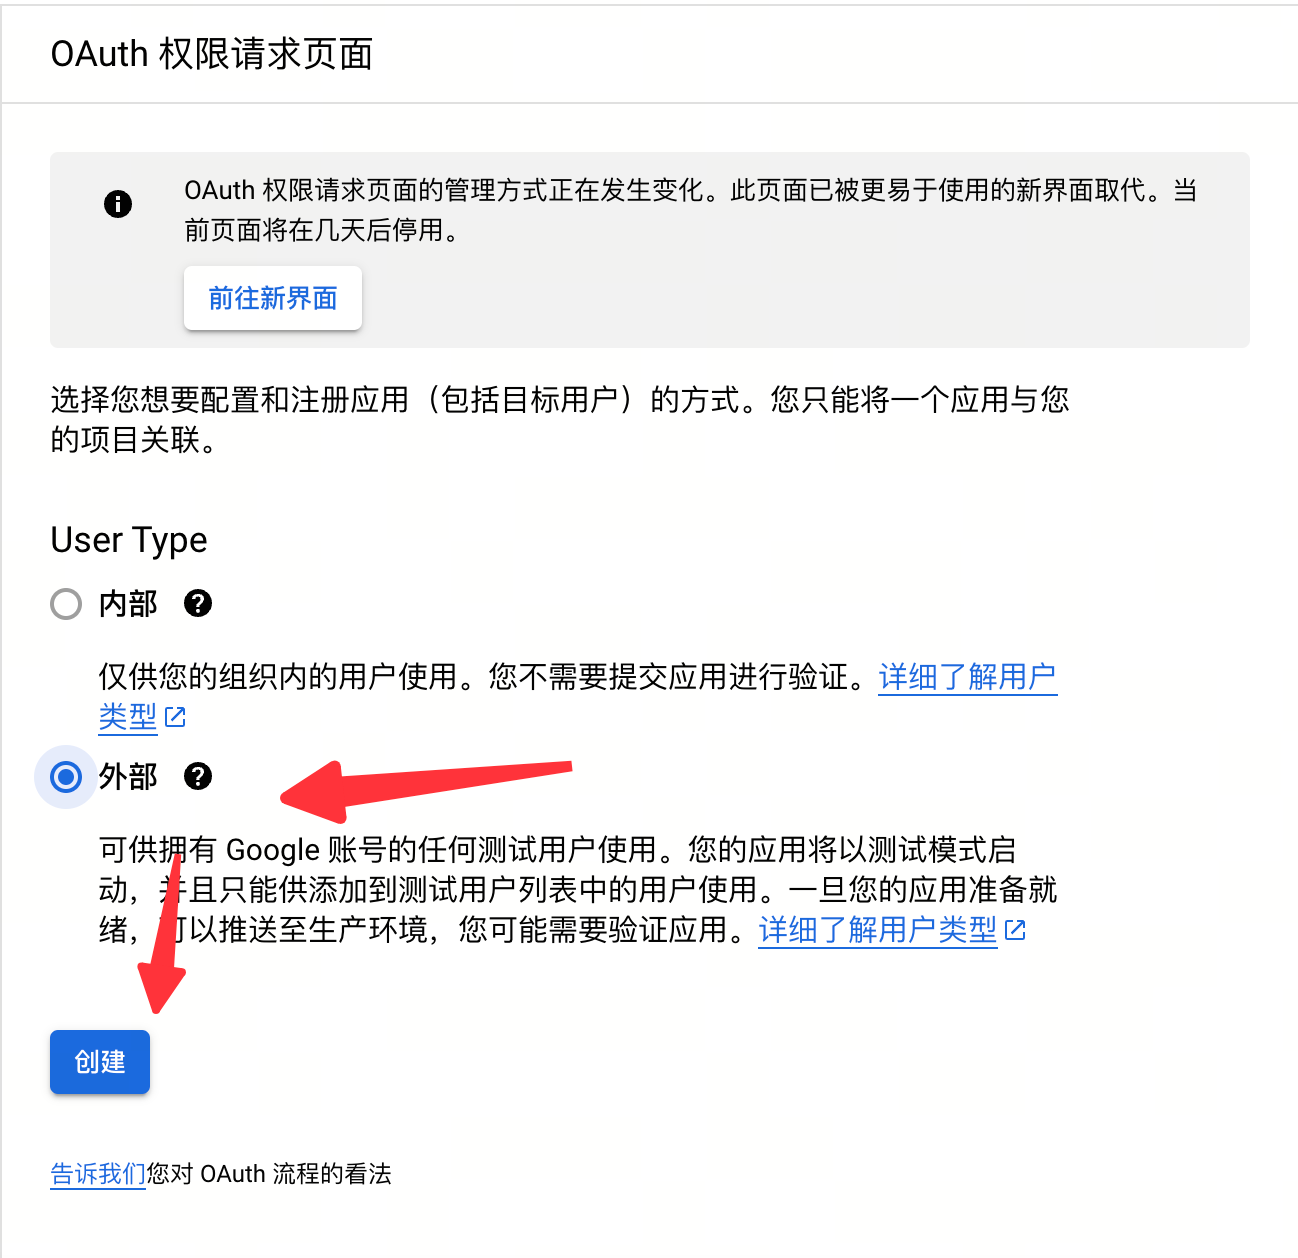 OAuth 权限请求页面
OAuth 权限请求页面的管理方式正在发生变化。此页面已被更易于使用的新界面取代。当
前页面将在几天后停用。
前往新界面
选择您想要配置和注册应用（包括目标用户）的方式。您只能将一个应用与您
的项目关联。
User Type
内部
仅供您的组织内的用户使用。您不需要提交应用进行验证。详细了解用户
类型
外部
可供拥有 Google 账号的任何测试用户使用。您的应用将以测试模式启
动，并且只能供添加到测试用户列表中的用户使用。一旦您的应用准备就
绪，可以推送至生产环境，您可能需要验证应用。详细了解用户类型
创建
告诉我们您对 OAuth 流程的看法